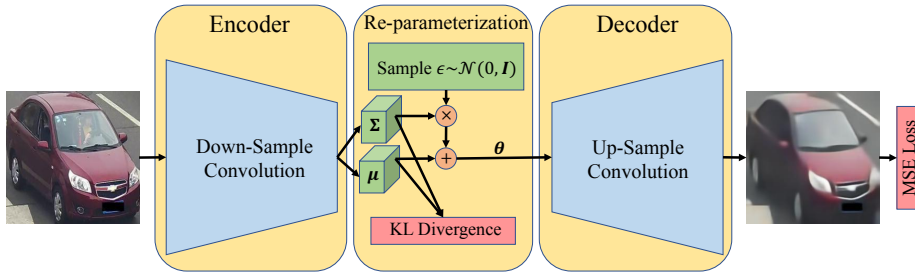 Encoder
Re-parameterization
Decoder
Sample ϵ~𝒩(0, I)
Σ
×
Down-Sample
Convolution
μ
+
θ
Up-Sample
Convolution
MSE Loss
KL Divergence